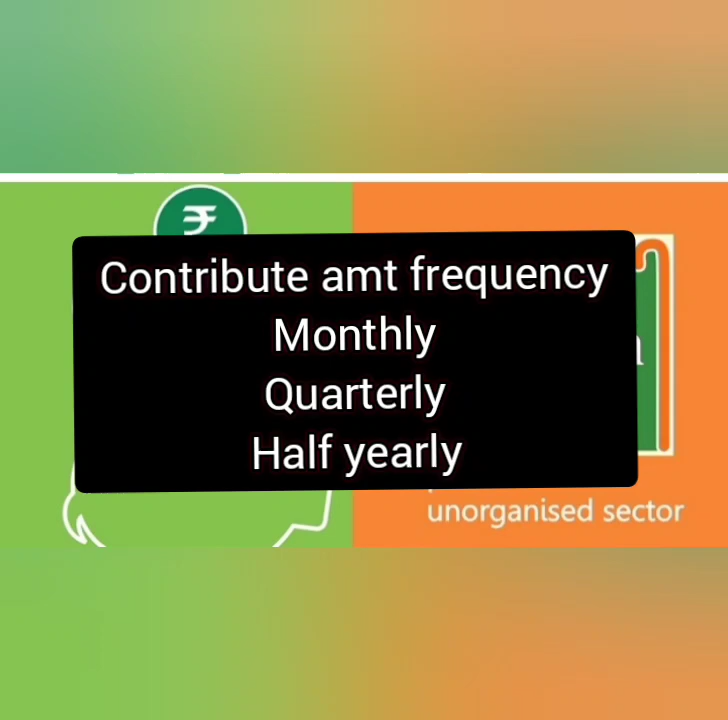 ₹
Contribute amt frequency
Monthly
Quarterly
Half yearly
unorganised sector